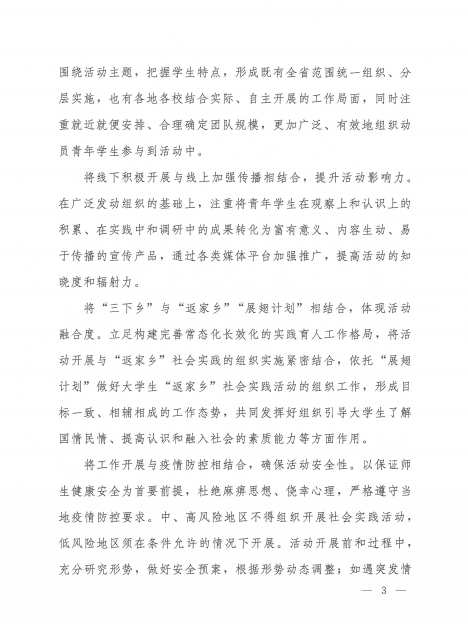 围绕活动主题，把握学生特点，形成既有全省范围统一组织、分
层实施，也有各地各校结合实际、自主开展的工作局面，同时注
重就近就便安排、合理确定团队规模，更加广泛、有效地组织动
员青年学生参与到活动中。
将线下积极开展与线上加强传播相结合，提升活动影响力。
在广泛发动组织的基础上，注重将青年学生在观察上和认识上的
积累、在实践中和调研中的成果转化为富有意义、内容生动、易
于传播的宣传产品，通过各类媒体平台加强推广，提高活动的知
晓度和辐射力。
将“三下乡”与“返家乡”“展翅计划”相结合，体现活动
融合度。立足构建完善常态化长效化的实践育人工作格局，将活
动开展与“返家乡”社会实践的组织实施紧密结合，依托“展翅
计划”做好大学生“返家乡”社会实践活动的组织工作，形成目
标一致、相辅相成的工作态势，共同发挥好组织引导大学生了解
国情民情、提高认识和融入社会的素质能力等方面作用。
将工作开展与疫情防控相结合，确保活动安全性。以保证师
生健康安全为首要前提，杜绝麻痹思想、侥幸心理，严格遵守当
地疫情防控要求。中、高风险地区不得组织开展社会实践活动，
低风险地区须在条件允许的情况下开展。活动开展前和过程中，
充分研究形势，做好安全预案，根据形势动态调整；如遇突发情
— 3 —